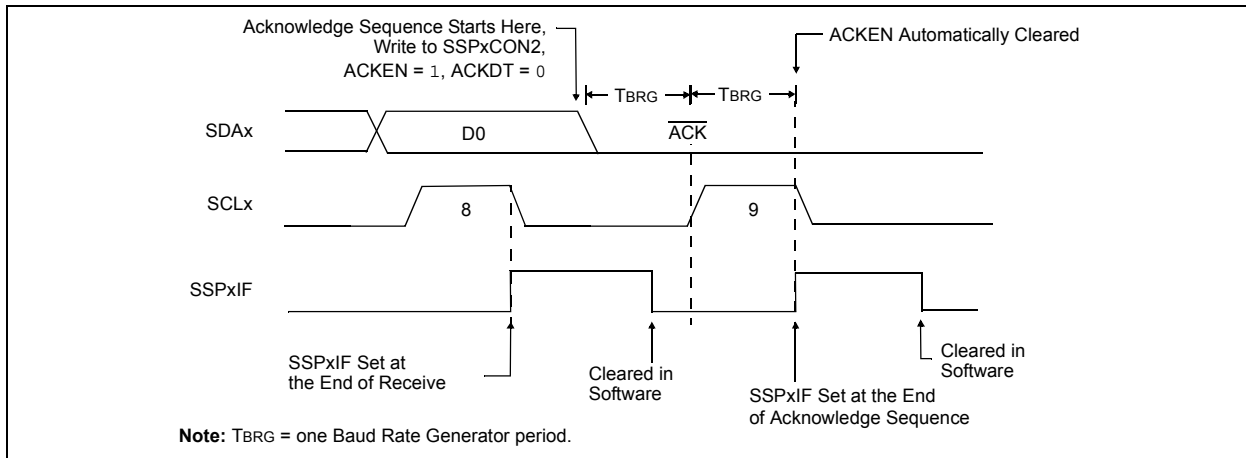 Acknowledge Sequence Starts Here,
Write to SSPxCON2,
ACKEN = 1, ACKDT = 0
ACKEN Automatically Cleared
TBRG
TBRG
SDAx
D0
ACK
SCLx
8
9
SSPxIF
SSPxIF Set at
the End of Receive
Cleared in
Software
SSPxIF Set at the End
of Acknowledge Sequence
Cleared in
Software
Note: TBRG = one Baud Rate Generator period.